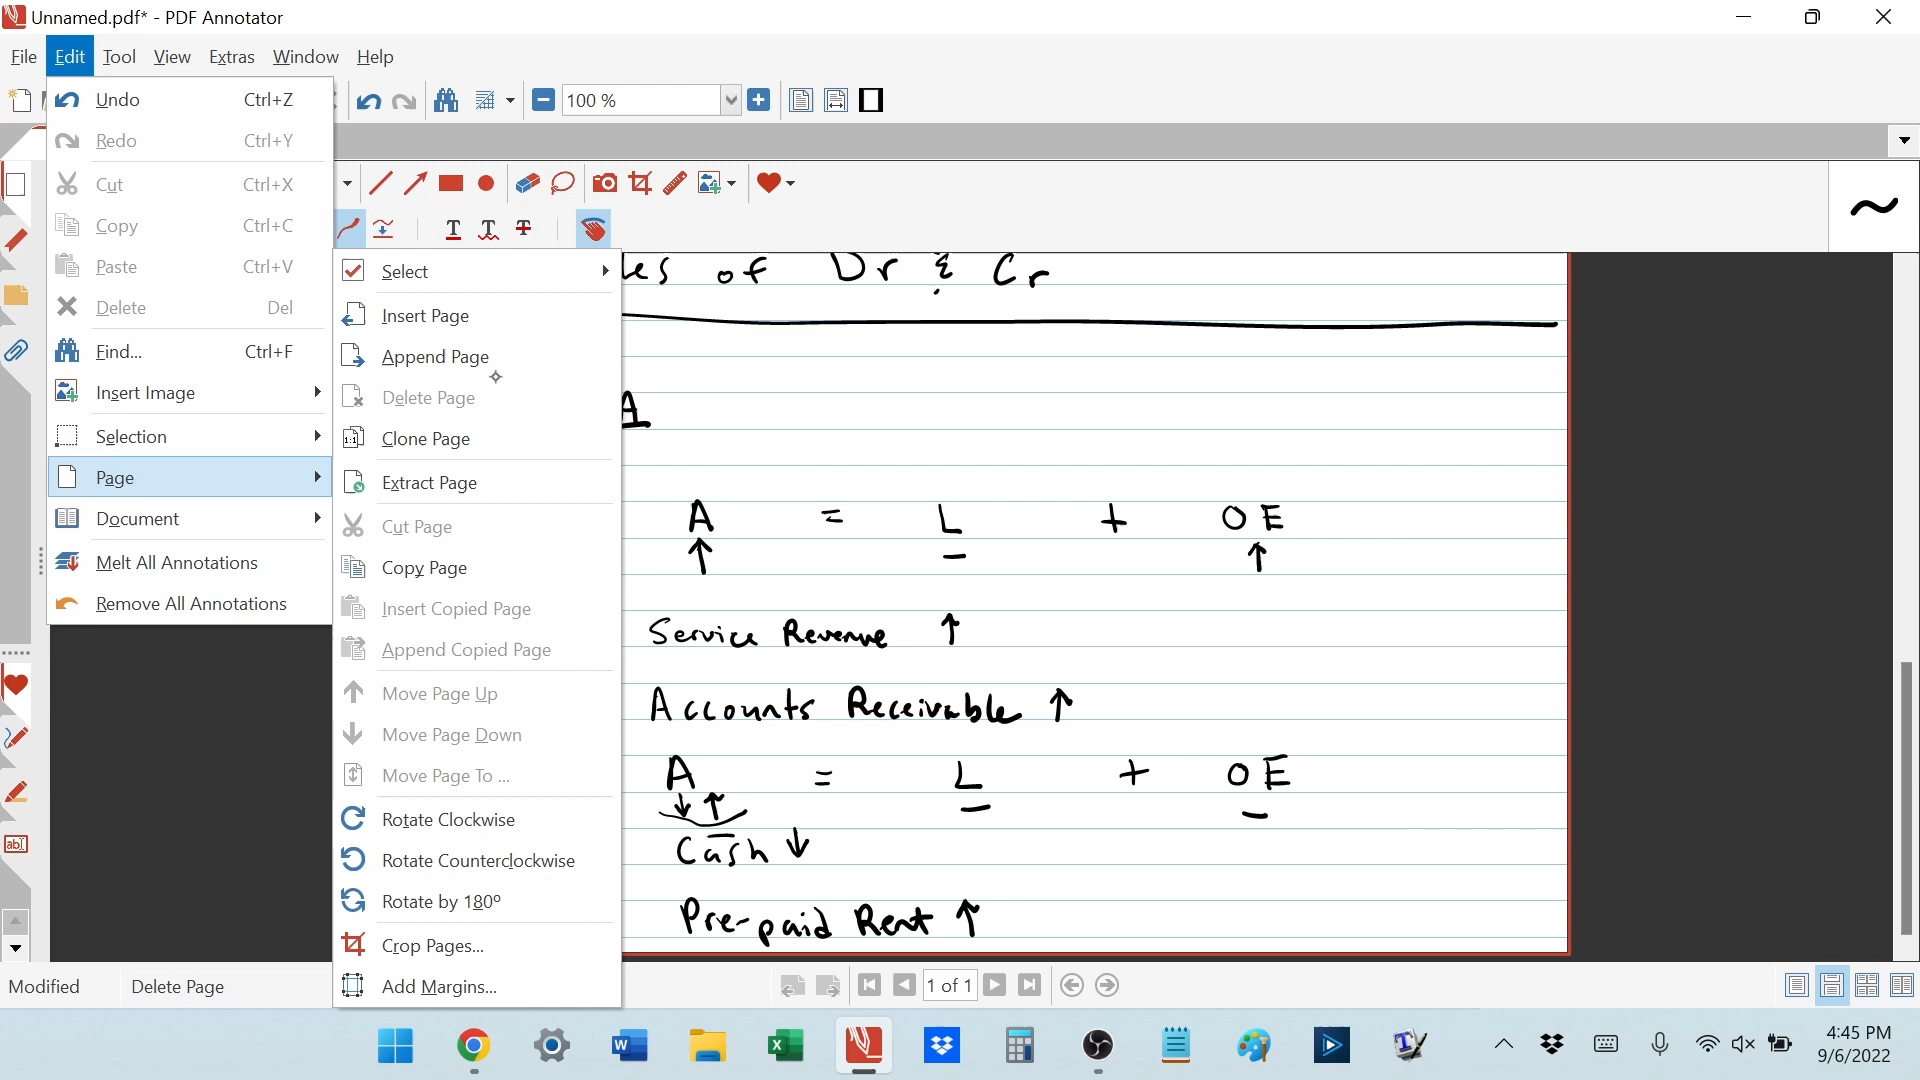 Unnamed.pdf* - PDF Annotator
File Edit Tool View Extras Window Help
Undo Ctrl+Z
Redo Ctrl+Y
Cut Ctrl+X
Copy Ctrl+C
Paste Ctrl+V
Delete Del
Find... Ctrl+F
Insert Image
Selection
Page
Document
Melt All Annotations
Remove All Annotations
100 %
Select
Insert Page
Append Page
Delete Page
Clone Page
Extract Page
Cut Page
Copy Page
Insert Copied Page
Append Copied Page
Move Page Up
Move Page Down
Move Page To ...
Rotate Clockwise
Rotate Counterclockwise
Rotate by 180º
Crop Pages...
Add Margins...
les of Dr & Cr
A
A = L + OE
↑ – ↑
Service Revenue ↑
Accounts Receivable ↑
A = L + OE
↓ ↑ – –
Cash ↓
Pre-paid Rent ↑
Modified Delete Page
1 of 1
4:45 PM
9/6/2022